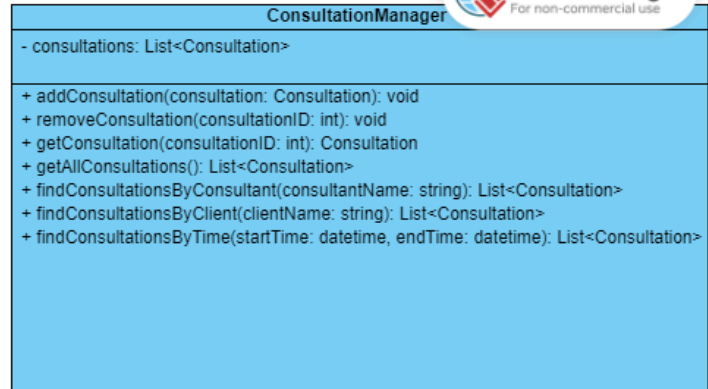 ConsultationManager
For non-commercial use
- consultations: List<Consultation>
+ addConsultation(consultation: Consultation): void
+ removeConsultation(consultationID: int): void
+ getConsultation(consultationID: int): Consultation
+ getAllConsultations(): List<Consultation>
+ findConsultationsByConsultant(consultantName: string): List<Consultation>
+ findConsultationsByClient(clientName: string): List<Consultation>
+ findConsultationsByTime(startTime: datetime, endTime: datetime): List<Consultation>